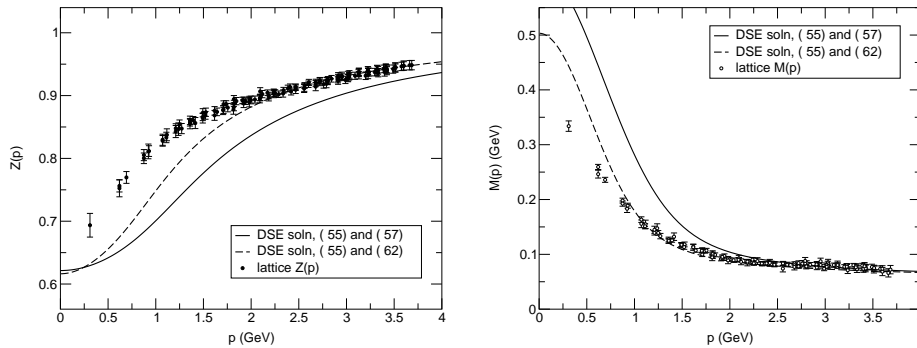 1
0.9
0.8
0.7
0.6
Z(p)
DSE soln, ( 55) and ( 57)
DSE soln, ( 55) and ( 62)
lattice Z(p)
0 0.5 1 1.5 2 2.5 3 3.5 4
p (GeV)
0.5
0.4
0.3
0.2
0.1
0
M(p) (GeV)
DSE soln, ( 55) and ( 57)
DSE soln, ( 55) and ( 62)
lattice M(p)
0 0.5 1 1.5 2 2.5 3 3.5
p (GeV)